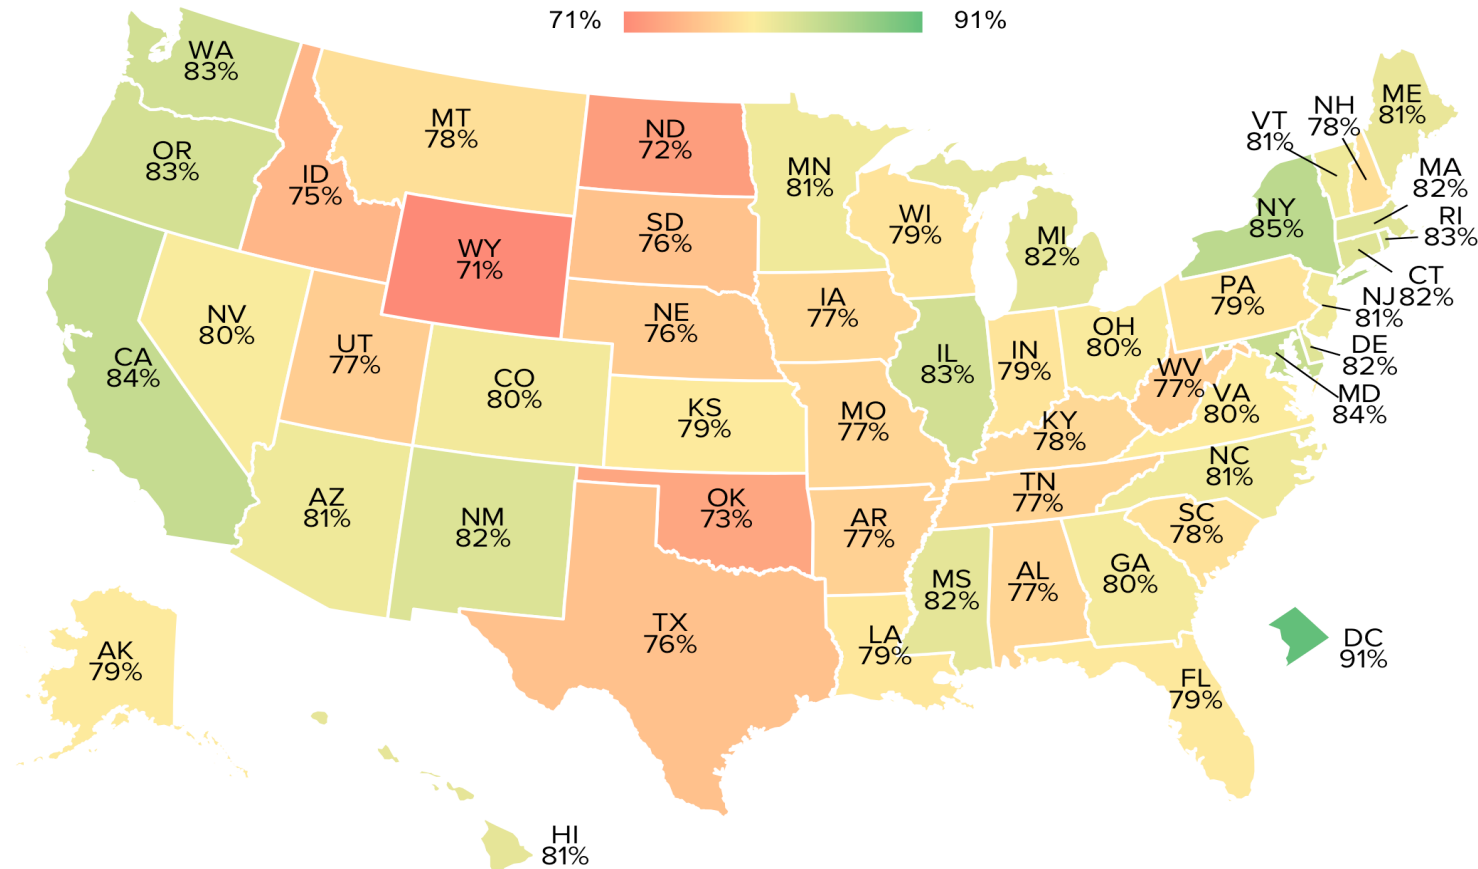 71%
91%
WA
83%
OR
83%
CA
84%
ID
75%
NV
80%
MT
78%
WY
71%
UT
77%
CO
80%
AZ
81%
NM
82%
ND
72%
SD
76%
NE
76%
KS
79%
OK
73%
TX
76%
MN
81%
IA
77%
MO
77%
AR
77%
LA
79%
WI
79%
IL
83%
MI
82%
IN
79%
OH
80%
KY
78%
TN
77%
MS
82%
AL
77%
GA
80%
FL
79%
SC
78%
NC
81%
VA
80%
WV
77%
PA
79%
NY
85%
VT
81%
NH
78%
ME
81%
MA
82%
RI
83%
CT
82%
NJ
81%
DE
82%
MD
84%
DC
91%
AK
79%
HI
81%